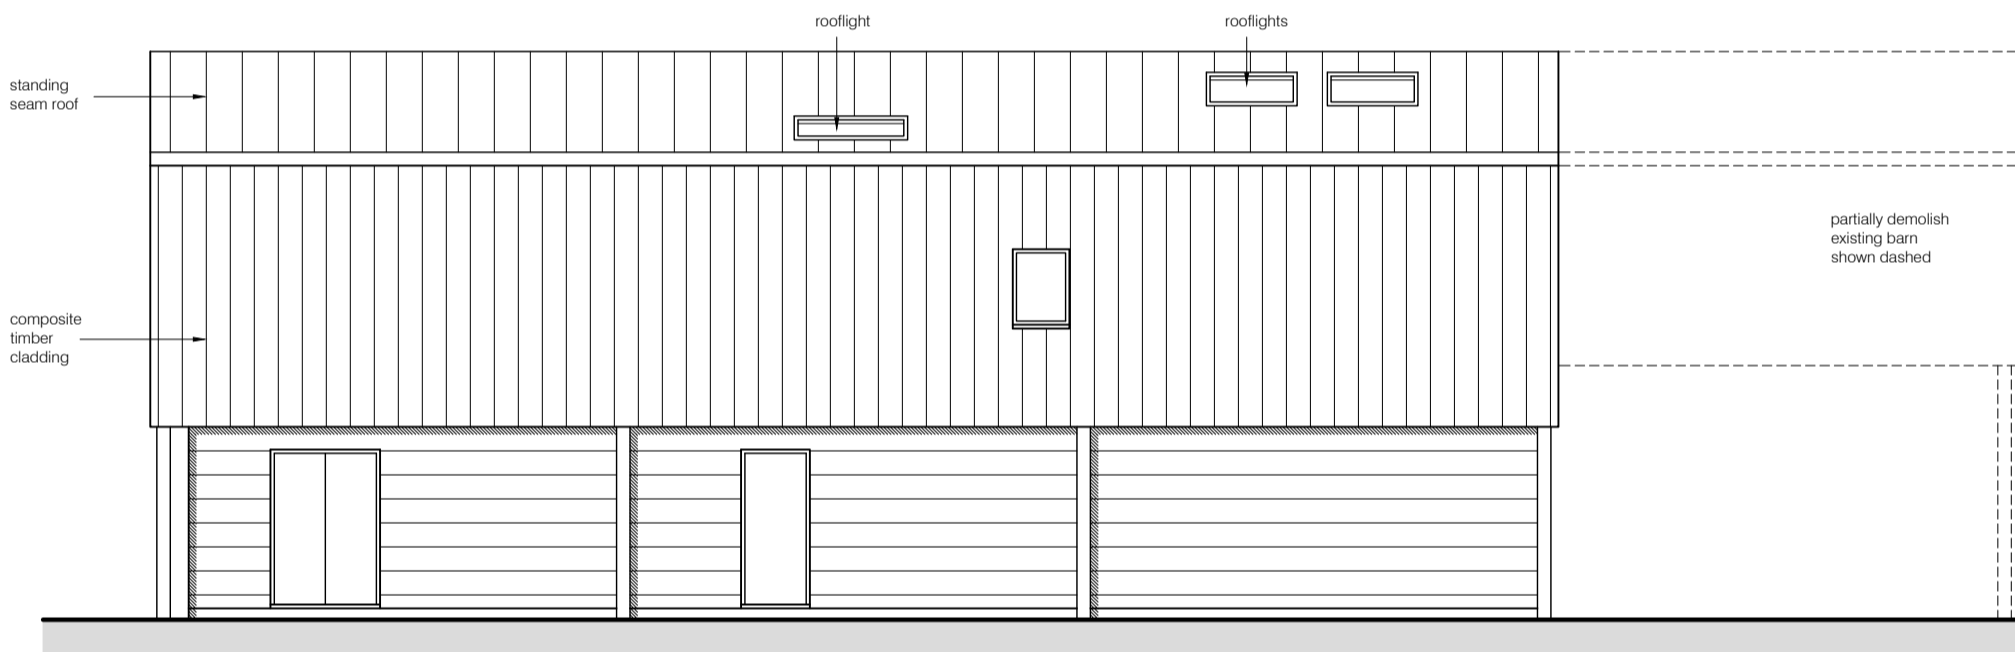 rooflight
rooflights
standing
seam roof
partially demolish
existing barn
shown dashed
composite
timber
cladding